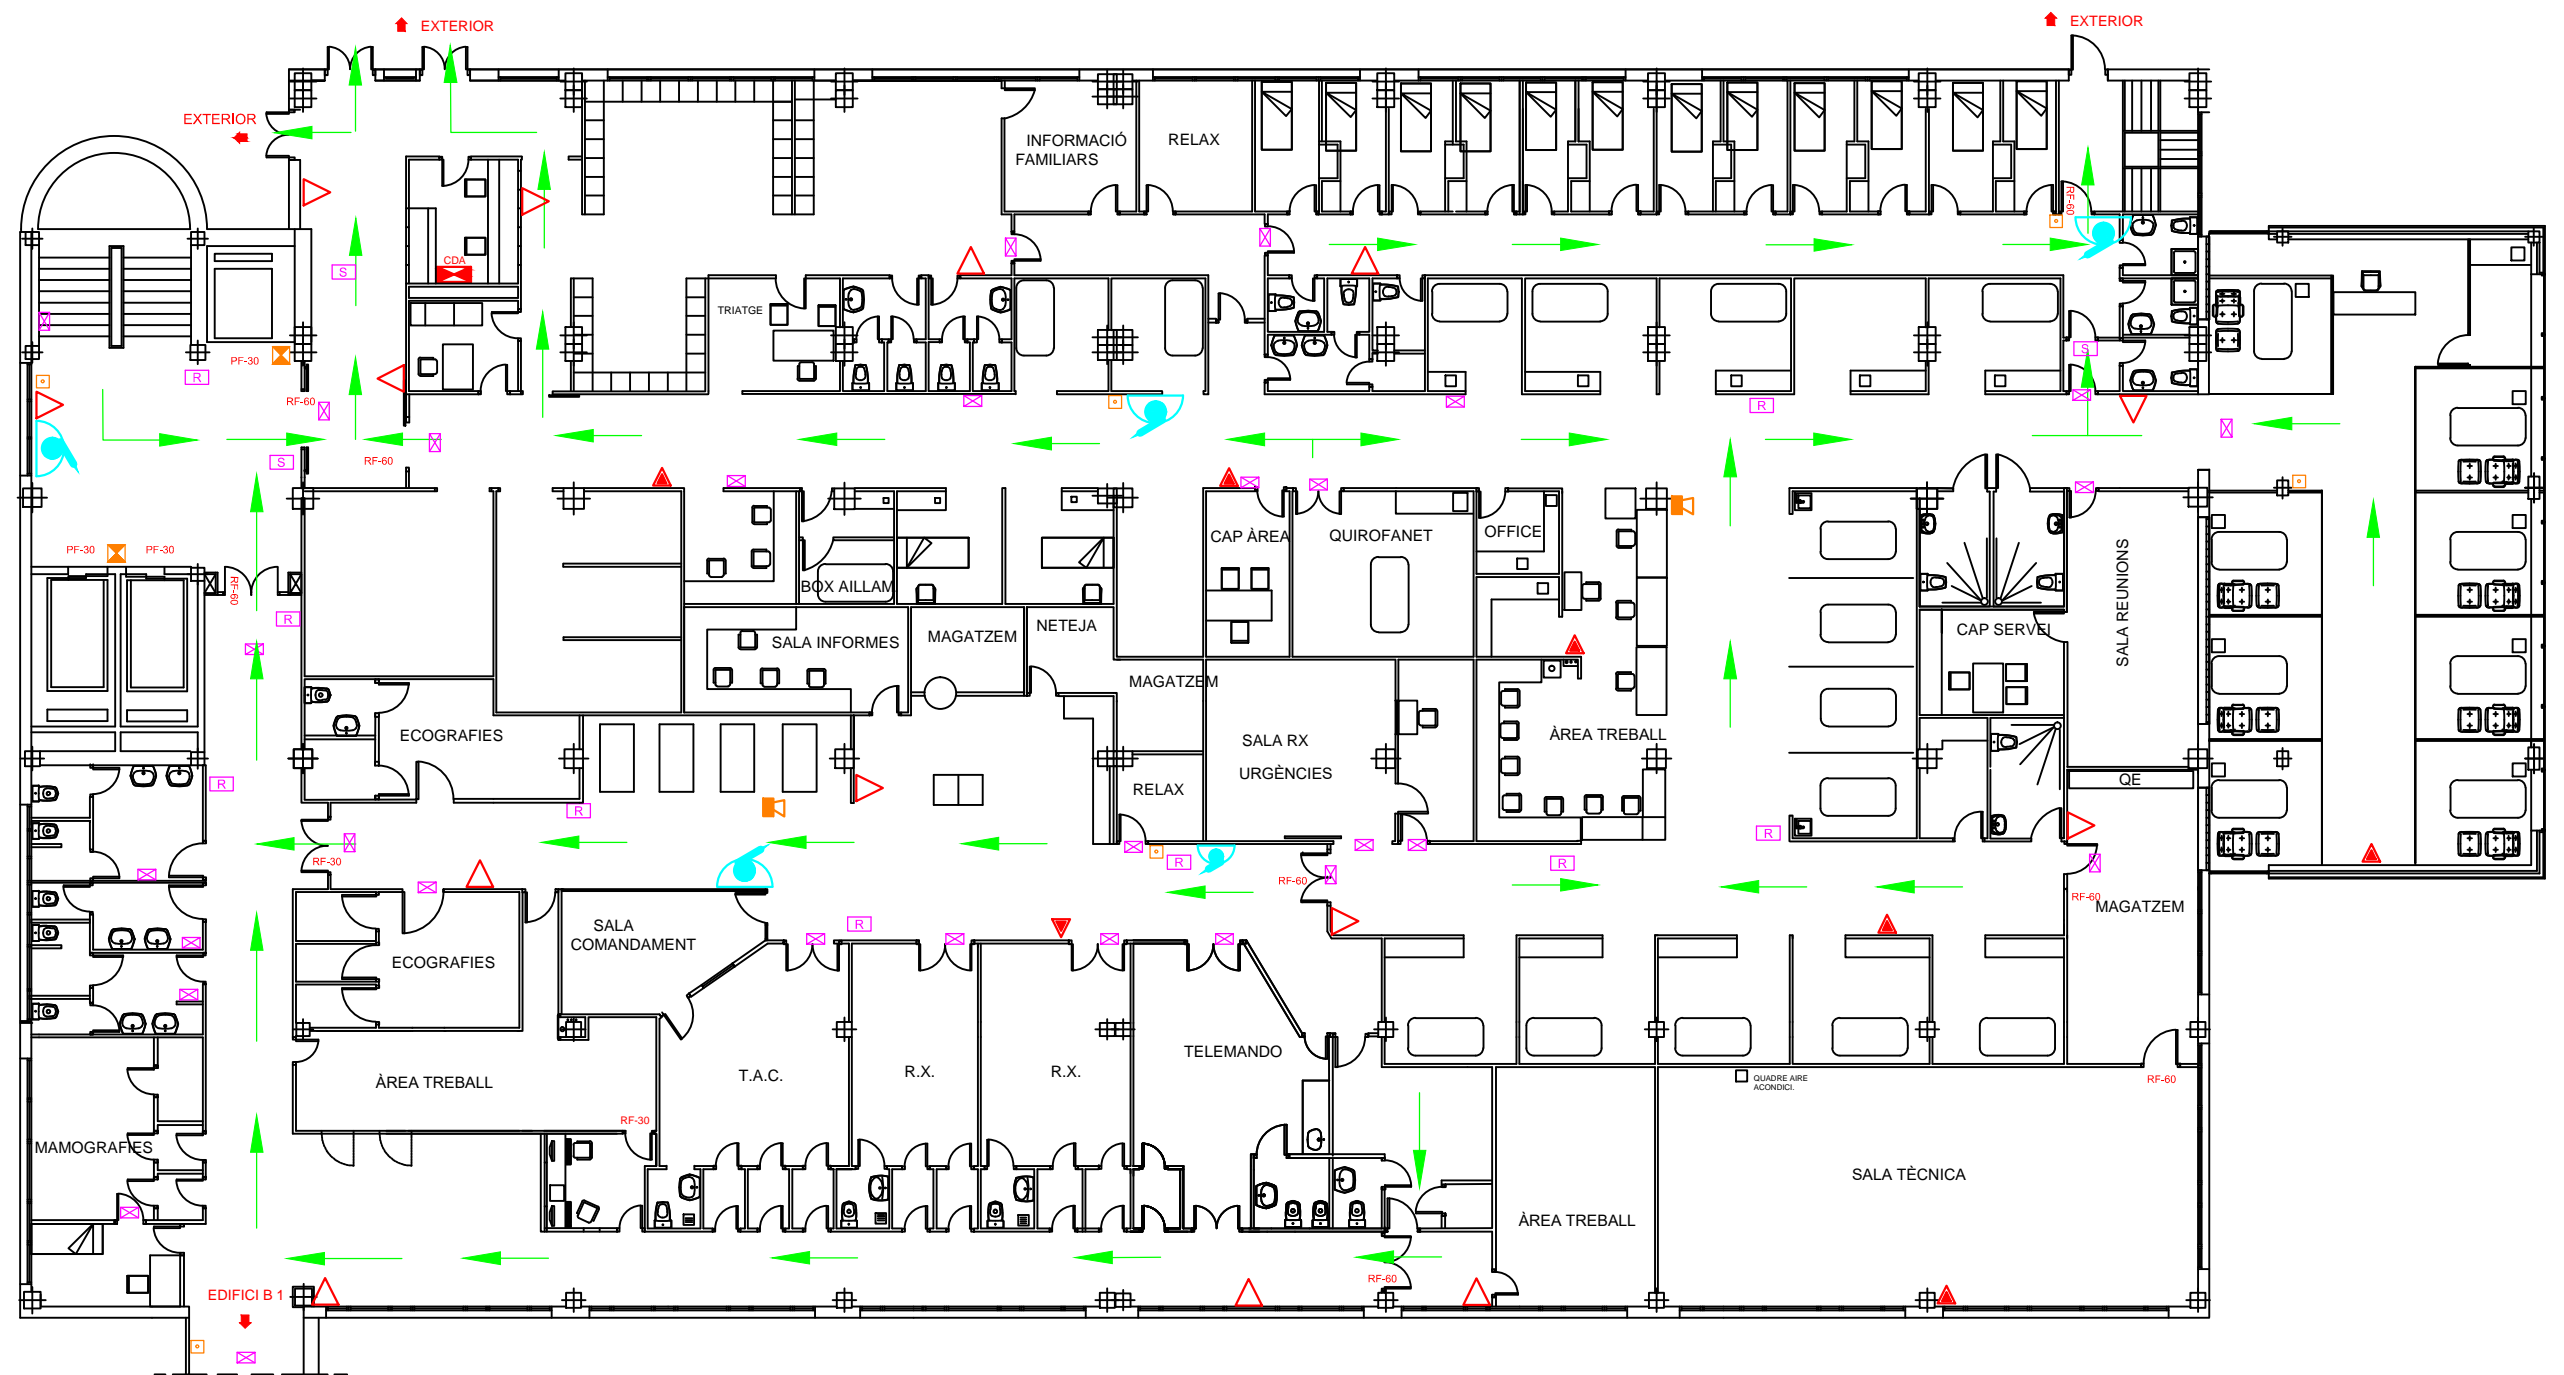 EXTERIOR
EXTERIOR
EXTERIOR
INFORMACIÓ
FAMILIARS
RELAX
RF-60
CDA
S
TRIATGE
PF-30
R
RF-60
S
R
RF-60
S
PF-30
PF-30
RF-60
R
CAP ÀREA
QUIROFANET
OFFICE
BOX AILLAM
SALA INFORMES
MAGATZEM
NETEJA
CAP SERVEI
SALA REUNIONS
MAGATZEM
ECOGRAFIES
SALA RX
URGÈNCIES
ÀREA TREBALL
RELAX
QE
R
R
R
R
R
RF-30
RF-60
RF-60
MAGATZEM
SALA
COMANDAMENT
R
ECOGRAFIES
TELEMANDO
ÀREA TREBALL
T.A.C.
R.X.
R.X.
QUADRE AIRE
ACONDICI.
RF-60
RF-30
MAMOGRAFIES
SALA TÈCNICA
ÀREA TREBALL
RF-60
EDIFICI B 1